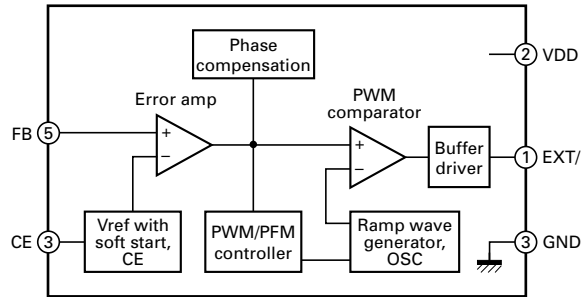 Phase
compensation
② VDD
Error amp
PWM
comparator
FB ⑤
+
−
+
−
Buffer
driver
① EXT/
CE ③
Vref with
soft start,
CE
PWM/PFM
controller
Ramp wave
generator,
OSC
③ GND